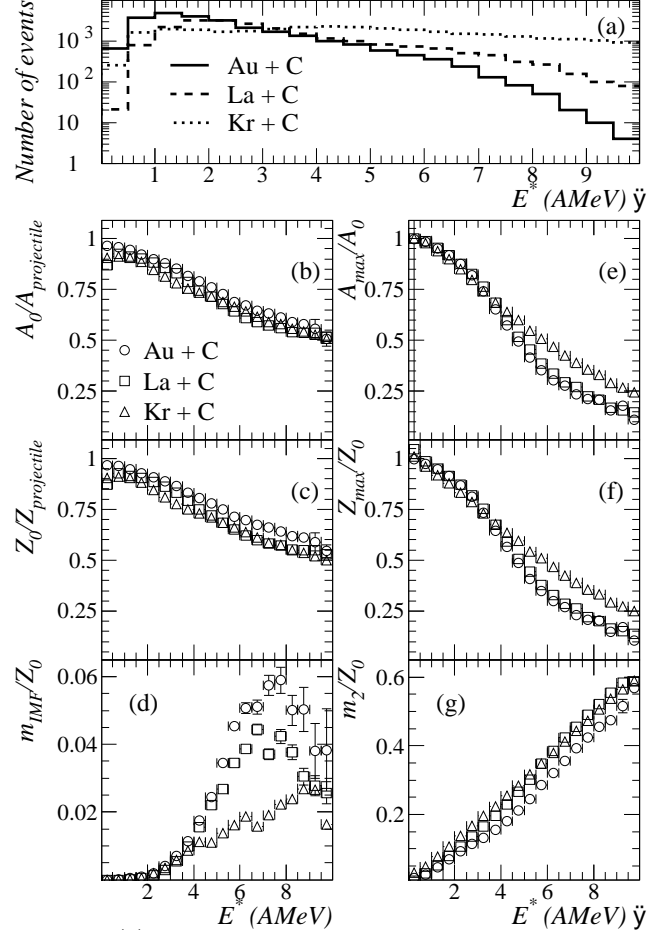 10³
10²
10
1
Number of events
(a)
Au + C
La + C
Kr + C
1 2 3 4 5 6 7 8 9
E* (AMeV) ÿ
A₀/Aprojectile
1
0.75
0.5
0.25
(b)
Au + C
La + C
Kr + C
Amax/A₀
1
0.75
0.5
0.25
(e)
Z₀/Zprojectile
1
0.75
0.5
0.25
(c)
Zmax/Z₀
1
0.75
0.5
0.25
(f)
mIMF/Z₀
0.06
0.04
0.02
(d)
2 4 6 8
E* (AMeV)
m₂/Z₀
0.6
0.4
0.2
(g)
2 4 6 8
E* (AMeV) ÿ